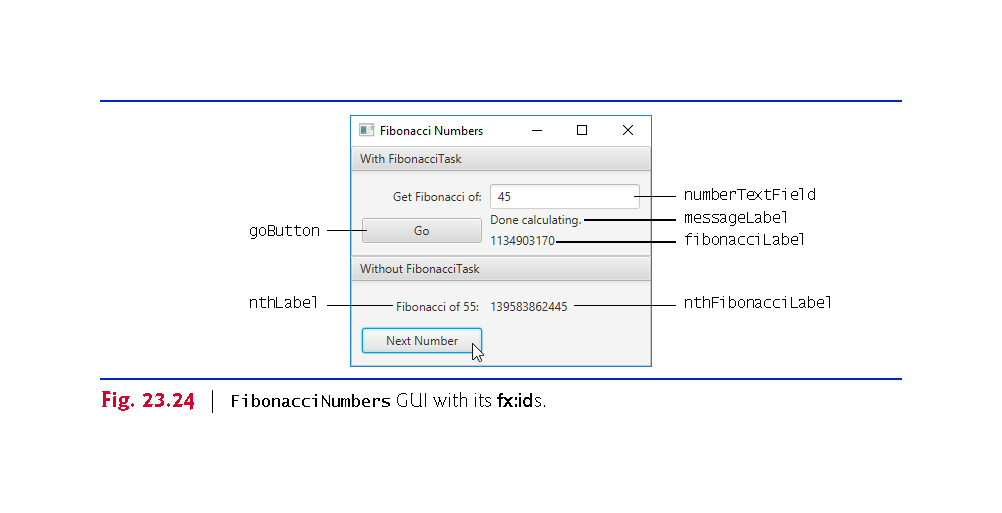 Fibonacci Numbers
With FibonacciTask
Get Fibonacci of: 45 numberTextField
Done calculating. messageLabel
goButton Go 1134903170 fibonacciLabel
Without FibonacciTask
nthLabel Fibonacci of 55: 139583862445 nthFibonacciLabel
Next Number
Fig. 23.24 | FibonacciNumbers GUI with its fx:ids.